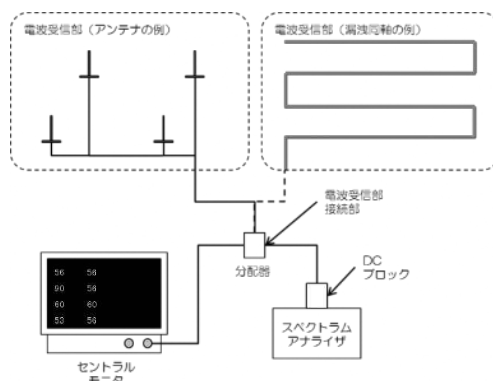 電波受信部(アンテナの例)
電波受信部(漏洩同軸の例)
電波受信部
接続部
分配器
DC
ブロック
56 56
90 56
60 60
53 56
スペクトラム
アナライザ
セントラル
モニタ